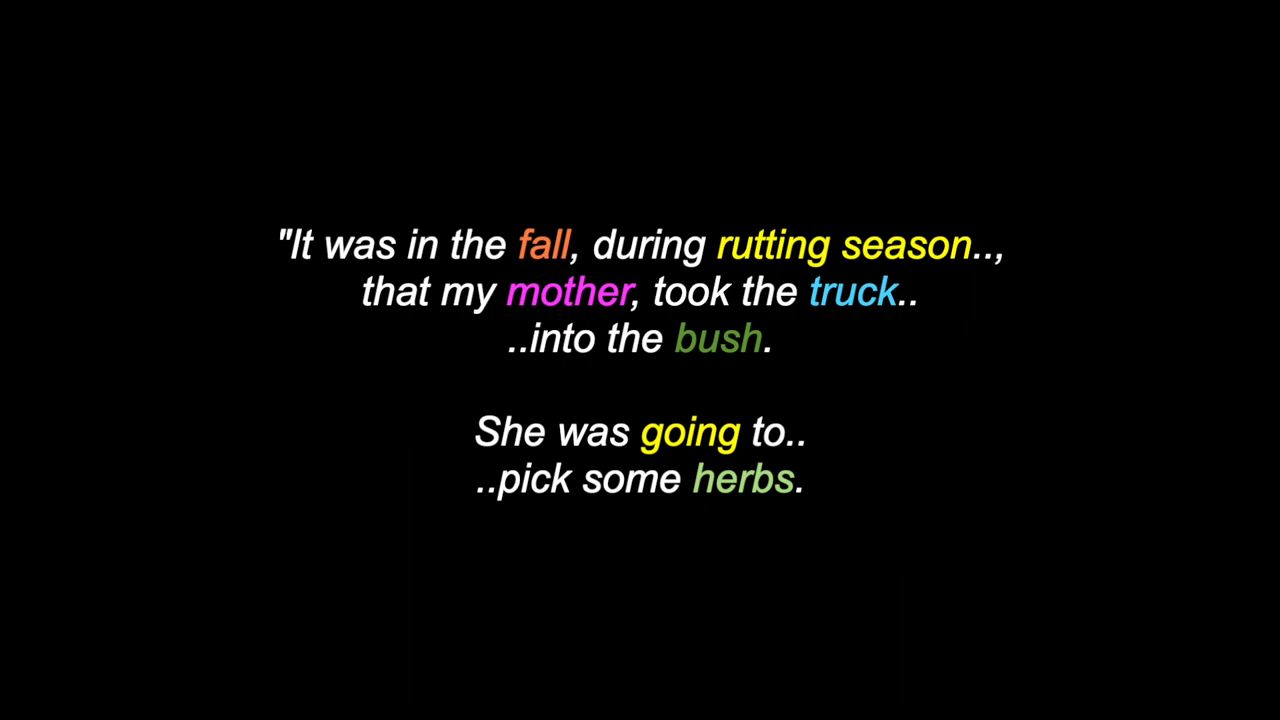 "It was in the fall, during rutting season..,
that my mother, took the truck..
..into the bush.
She was going to..
..pick some herbs.